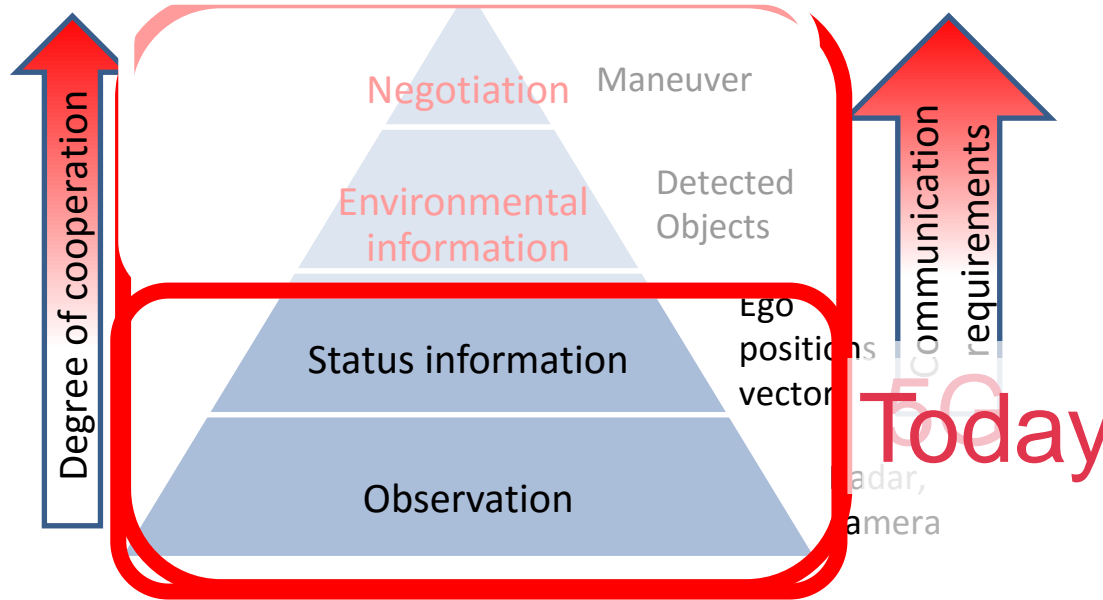 Degree of cooperation
Negotiation
Maneuver
Environmental
information
Detected
Objects
Status information
Ego
positions
vector
Observation
adar,
amera
Communication
requirements
5G
Today